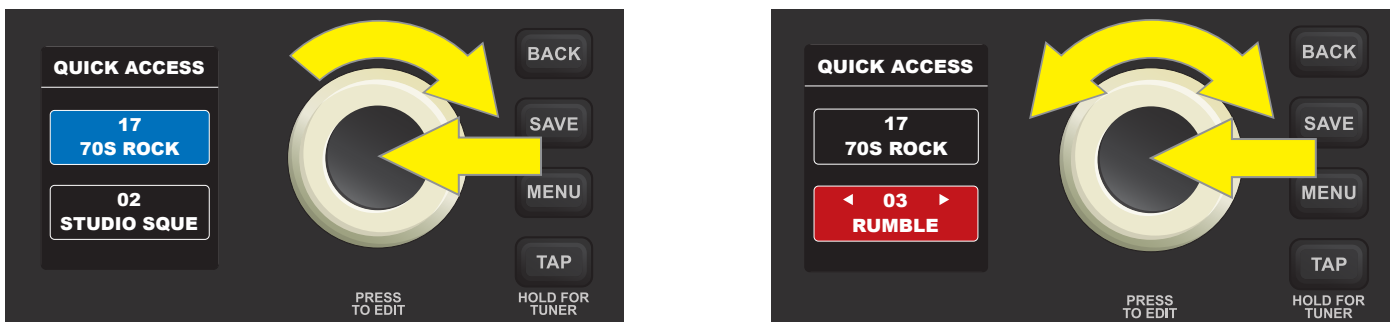 QUICK ACCESS
17
70S ROCK
02
STUDIO SQUE
BACK
SAVE
MENU
TAP
PRESS
TO EDIT
HOLD FOR
TUNER
QUICK ACCESS
17
70S ROCK
◄ 03 ►
RUMBLE
BACK
SAVE
MENU
TAP
PRESS
TO EDIT
HOLD FOR
TUNER